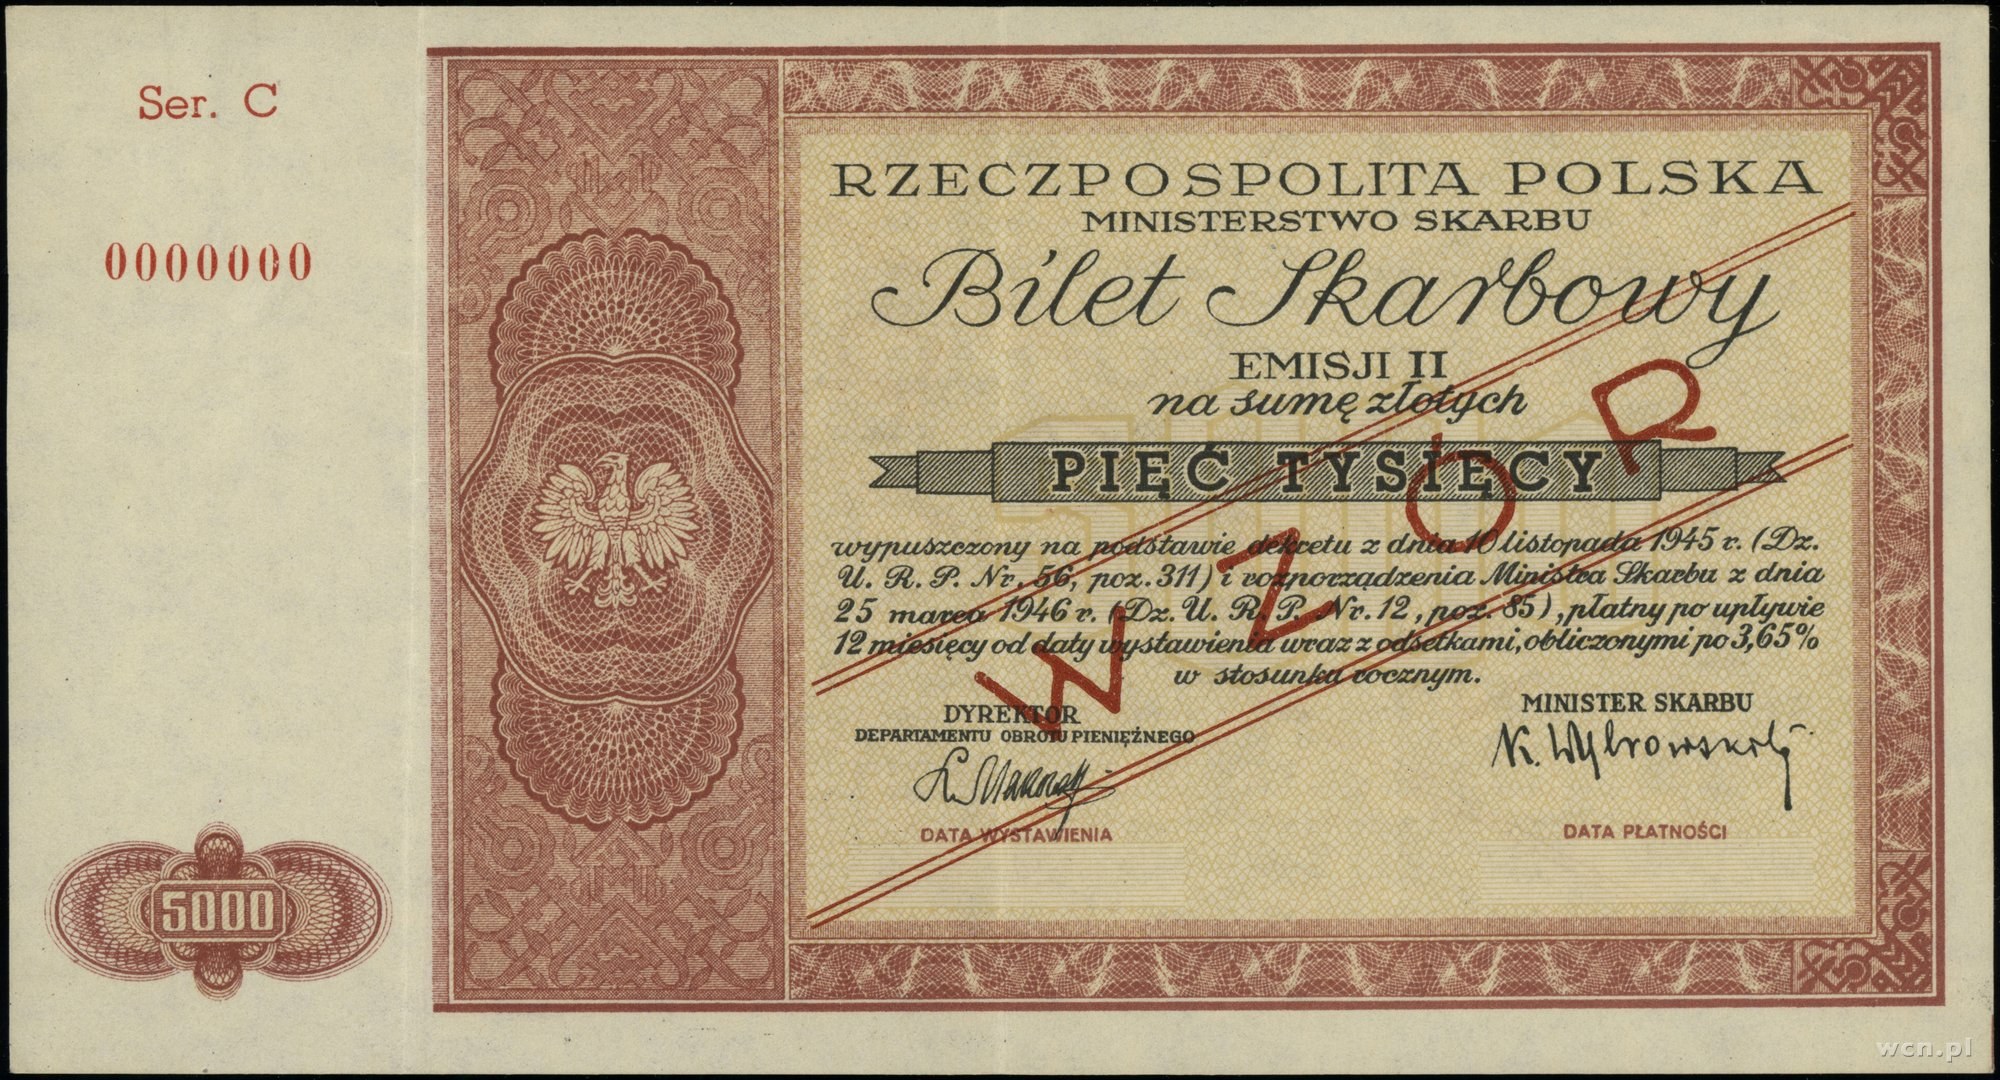 Ser. C
0000000
5000
RZECZPOSPOLITA POLSKA
MINISTERSTWO SKARBU
Bilet Skarbowy
EMISJI II
na sumę złotych
5000
PIĘĆ TYSIĘCY
wypuszczony na podstawie dekretu z dnia 10 listopada 1945 r. (Dz.
U. R. P. Nr. 56, poz. 311) i rozporządzenia Ministra Skarbu z dnia
25 marca 1946 r. (Dz. U. R. P. Nr. 12, poz. 85), płatny po upływie
12 miesięcy od daty wystawienia wraz z odsetkami, obliczonymi po 3,65%
w stosunku rocznym.
WZÓR
DYREKTOR
DEPARTAMENTU OBROTU PIENIĘŻNEGO
MINISTER SKARBU
DATA WYSTAWIENIA
DATA PŁATNOŚCI
wcn.pl